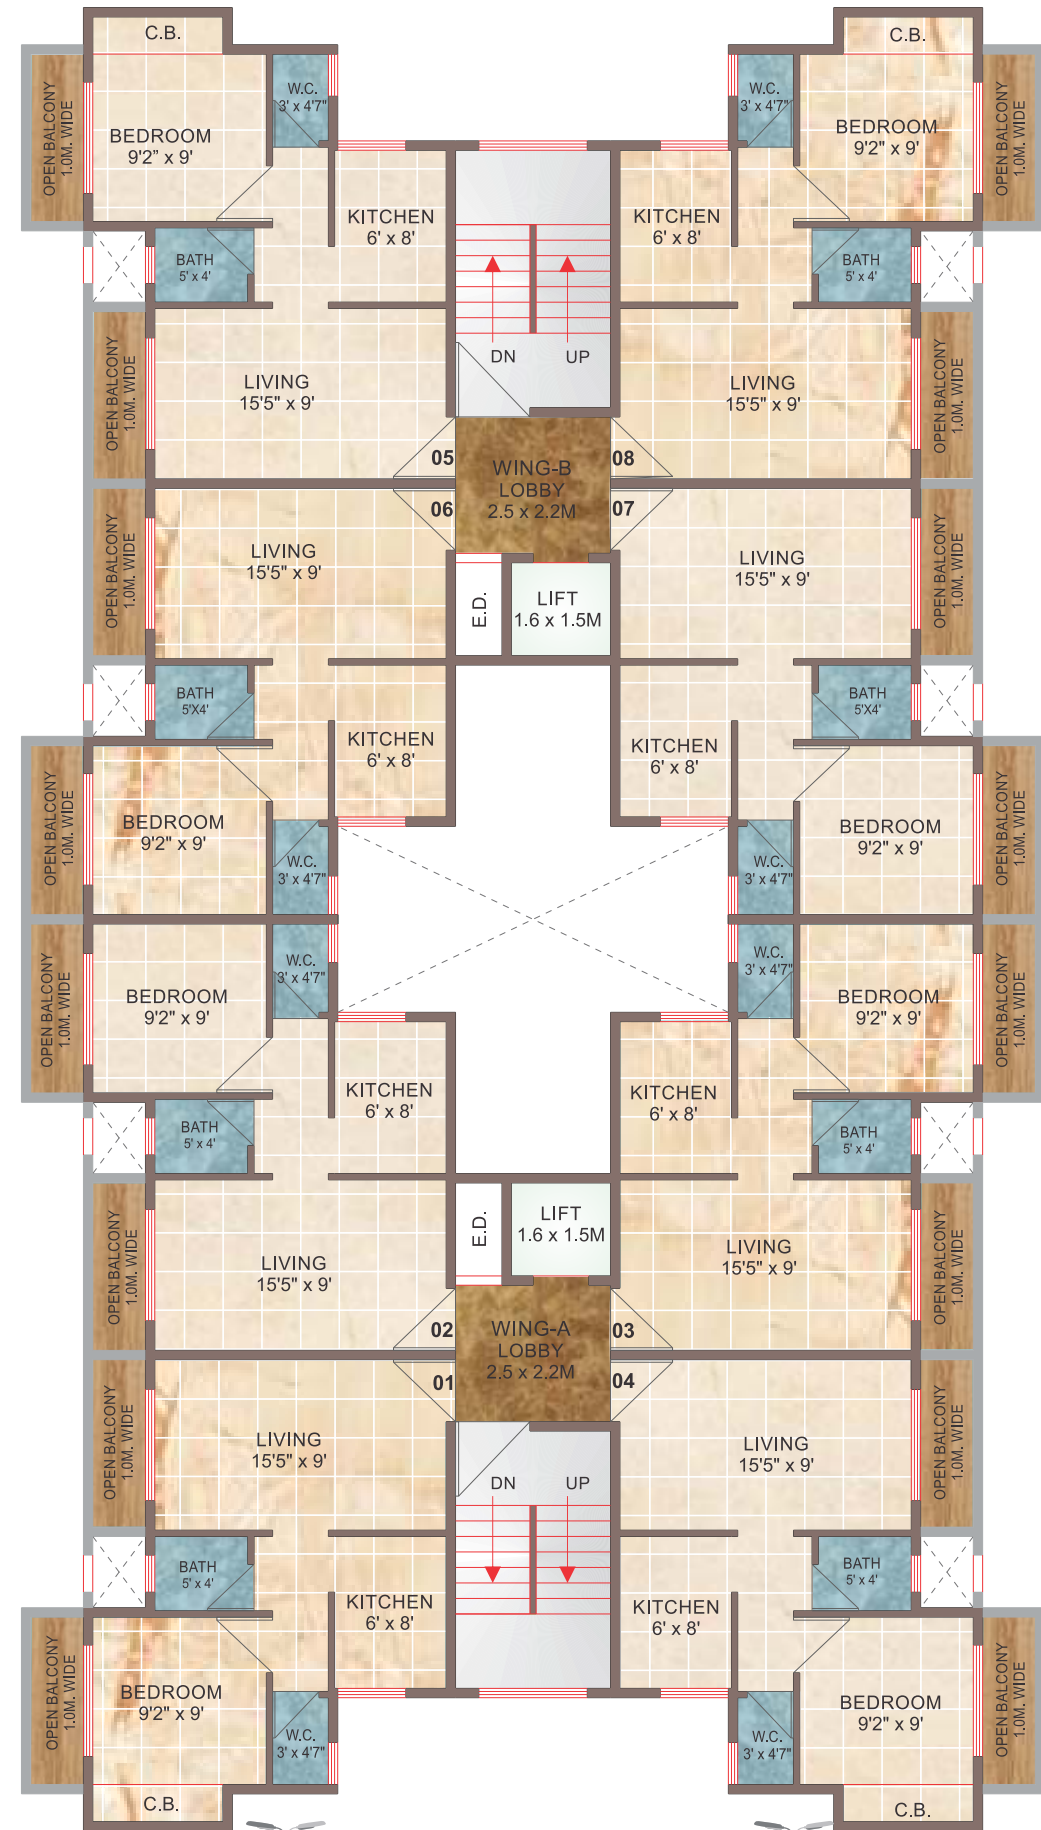 C.B.
C.B.
OPEN BALCONY
1.0M. WIDE
BEDROOM
9'2" x 9'
W.C.
3' x 4'7"
W.C.
3' x 4'7"
BEDROOM
9'2" x 9'
OPEN BALCONY
1.0M. WIDE
KITCHEN
6' x 8'
KITCHEN
6' x 8'
BATH
5' x 4'
BATH
5' x 4'
DN
UP
OPEN BALCONY
1.0M. WIDE
LIVING
15'5" x 9'
LIVING
15'5" x 9'
OPEN BALCONY
1.0M. WIDE
05
WING-B
LOBBY
2.5 x 2.2M
08
06
07
OPEN BALCONY
1.0M. WIDE
LIVING
15'5" x 9'
LIVING
15'5" x 9'
OPEN BALCONY
1.0M. WIDE
E.D.
LIFT
1.6 x 1.5M
BATH
5'X4'
BATH
5'X4'
KITCHEN
6' x 8'
KITCHEN
6' x 8'
OPEN BALCONY
1.0M. WIDE
BEDROOM
9'2" x 9'
W.C.
3' x 4'7"
W.C.
3' x 4'7"
BEDROOM
9'2" x 9'
OPEN BALCONY
1.0M. WIDE
OPEN BALCONY
1.0M. WIDE
BEDROOM
9'2" x 9'
W.C.
3' x 4'7"
W.C.
3' x 4'7"
BEDROOM
9'2" x 9'
OPEN BALCONY
1.0M. WIDE
KITCHEN
6' x 8'
KITCHEN
6' x 8'
BATH
5' x 4'
BATH
5' x 4'
E.D.
LIFT
1.6 x 1.5M
OPEN BALCONY
1.0M. WIDE
LIVING
15'5" x 9'
LIVING
15'5" x 9'
OPEN BALCONY
1.0M. WIDE
02
WING-A
LOBBY
2.5 x 2.2M
03
01
04
OPEN BALCONY
1.0M. WIDE
LIVING
15'5" x 9'
LIVING
15'5" x 9'
OPEN BALCONY
1.0M. WIDE
DN
UP
BATH
5' x 4'
BATH
5' x 4'
KITCHEN
6' x 8'
KITCHEN
6' x 8'
OPEN BALCONY
1.0M. WIDE
BEDROOM
9'2" x 9'
W.C.
3' x 4'7"
W.C.
3' x 4'7"
BEDROOM
9'2" x 9'
OPEN BALCONY
1.0M. WIDE
C.B.
C.B.